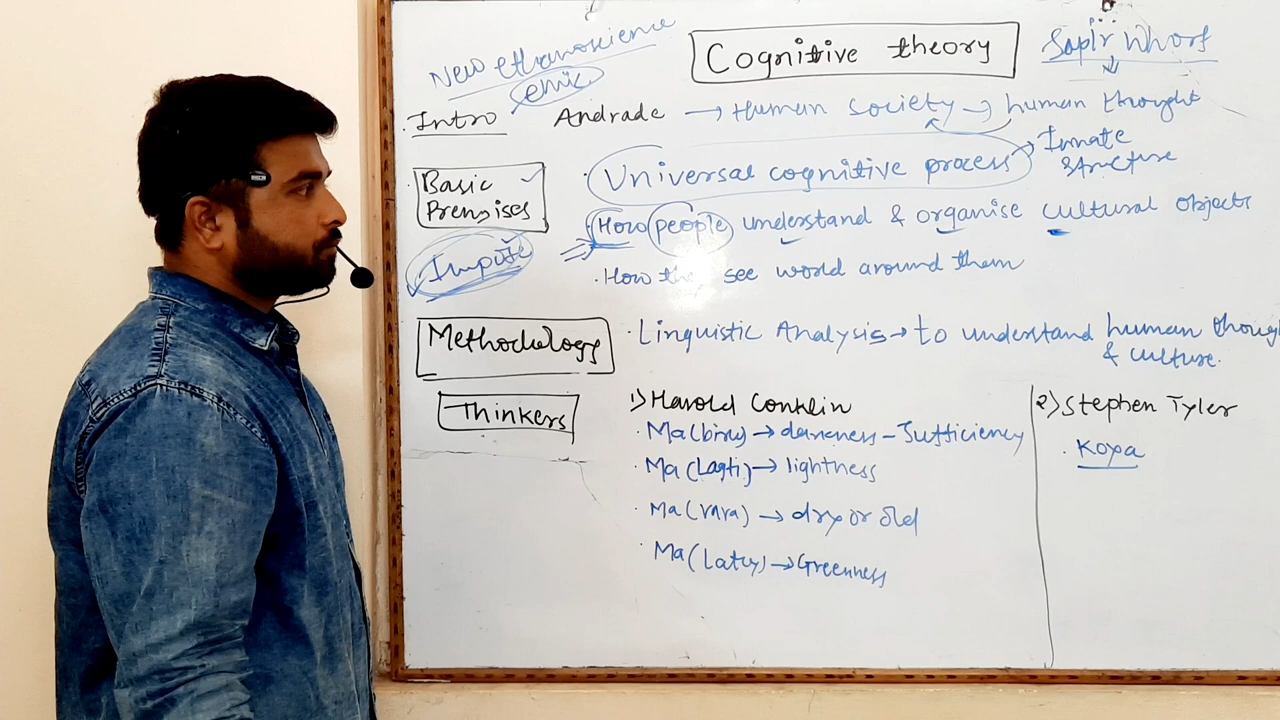 New ethnoscience
emic
Cognitive theory
Sapir Whorf
Intro Andrade → Human society → human thought
Basic Premises
Universal cognitive process → Innate structure
How people understand & organise cultural objects
How they see world around them
Methodology
Linguistic Analysis → to understand human thought
& culture.
Thinkers
1) Harold Conklin
Ma(biru) → darkness - Sufficiency
Ma(Lagti) → lightness
Ma(rara) → dry or old
Ma(Latuy) → Greenness
2) Stephen Tyler
Koya